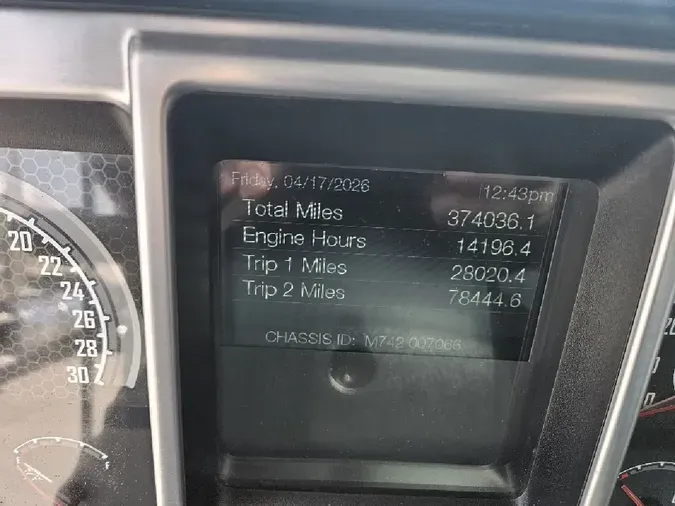 Friday, 04/17/2026 12:43pm
Total Miles 374036.1
Engine Hours 14196.4
Trip 1 Miles 28020.4
Trip 2 Miles 78444.6
CHASSIS ID: M742 007066
20
22
24
26
28
30